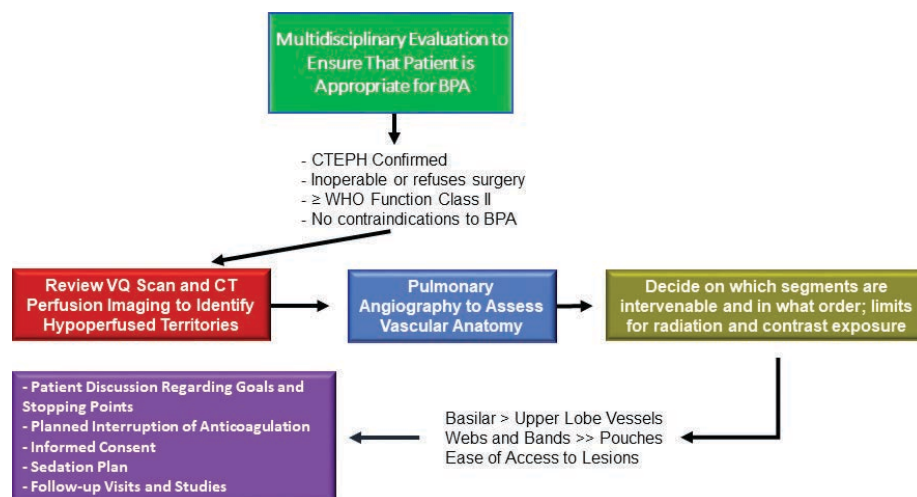 Multidisciplinary Evaluation to
Ensure That Patient is
Appropriate for BPA
- CTEPH Confirmed
- Inoperable or refuses surgery
- ≥ WHO Function Class II
- No contraindications to BPA
Review VQ Scan and CT
Perfusion Imaging to Identify
Hypoperfused Territories
Pulmonary
Angiography to Assess
Vascular Anatomy
Decide on which segments are
intervenable and in what order; limits
for radiation and contrast exposure
Basilar > Upper Lobe Vessels
Webs and Bands >> Pouches
Ease of Access to Lesions
- Patient Discussion Regarding Goals and
Stopping Points
- Planned Interruption of Anticoagulation
- Informed Consent
- Sedation Plan
- Follow-up Visits and Studies